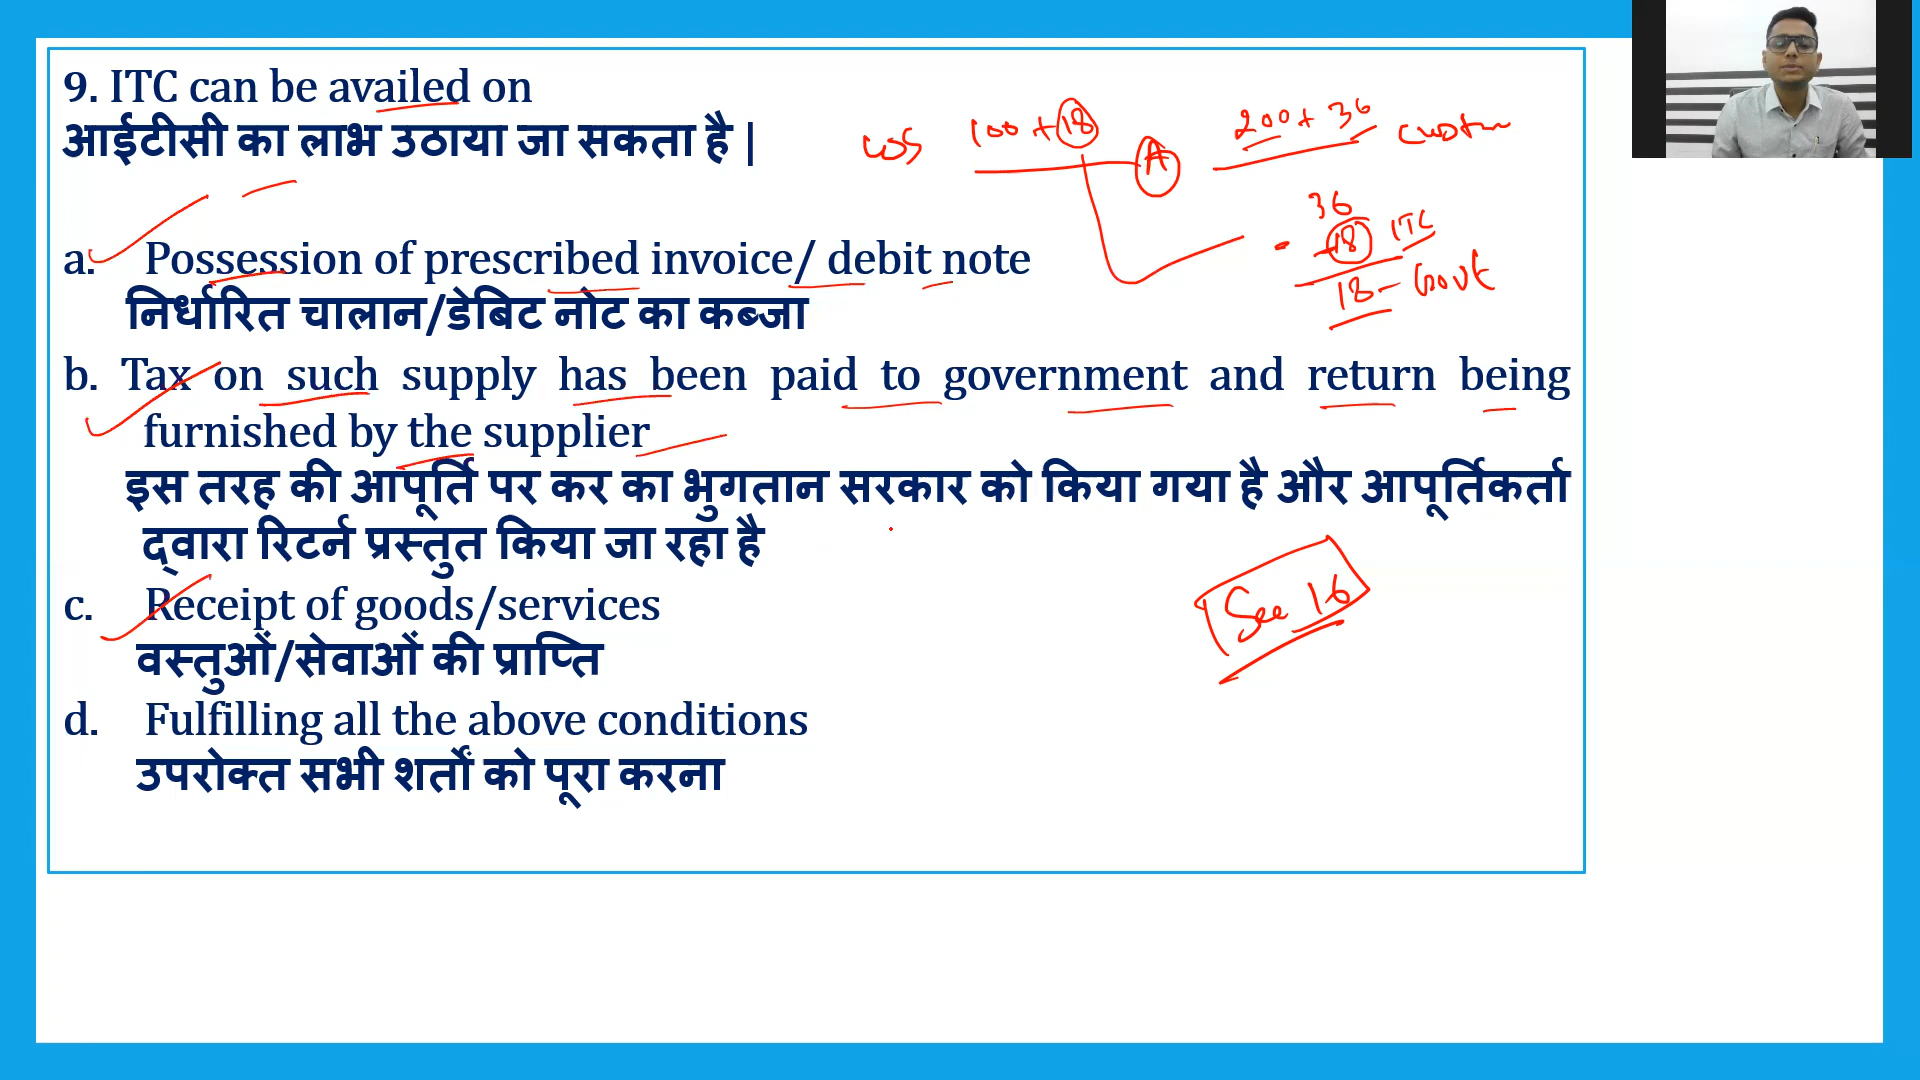 9. ITC can be availed on
आईटीसी का लाभ उठाया जा सकता है |
100 + 18
A
200 + 36
36
- 18 ITC
18 - Govt
a. Possession of prescribed invoice/ debit note
निर्धारित चालान/डेबिट नोट का कब्जा
b. Tax on such supply has been paid to government and return being
furnished by the supplier
इस तरह की आपूर्ति पर कर का भुगतान सरकार को किया गया है और आपूर्तिकर्ता
द्वारा रिटर्न प्रस्तुत किया जा रहा है
c. Receipt of goods/services
वस्तुओं/सेवाओं की प्राप्ति
See 16
d. Fulfilling all the above conditions
उपरोक्त सभी शर्तों को पूरा करना